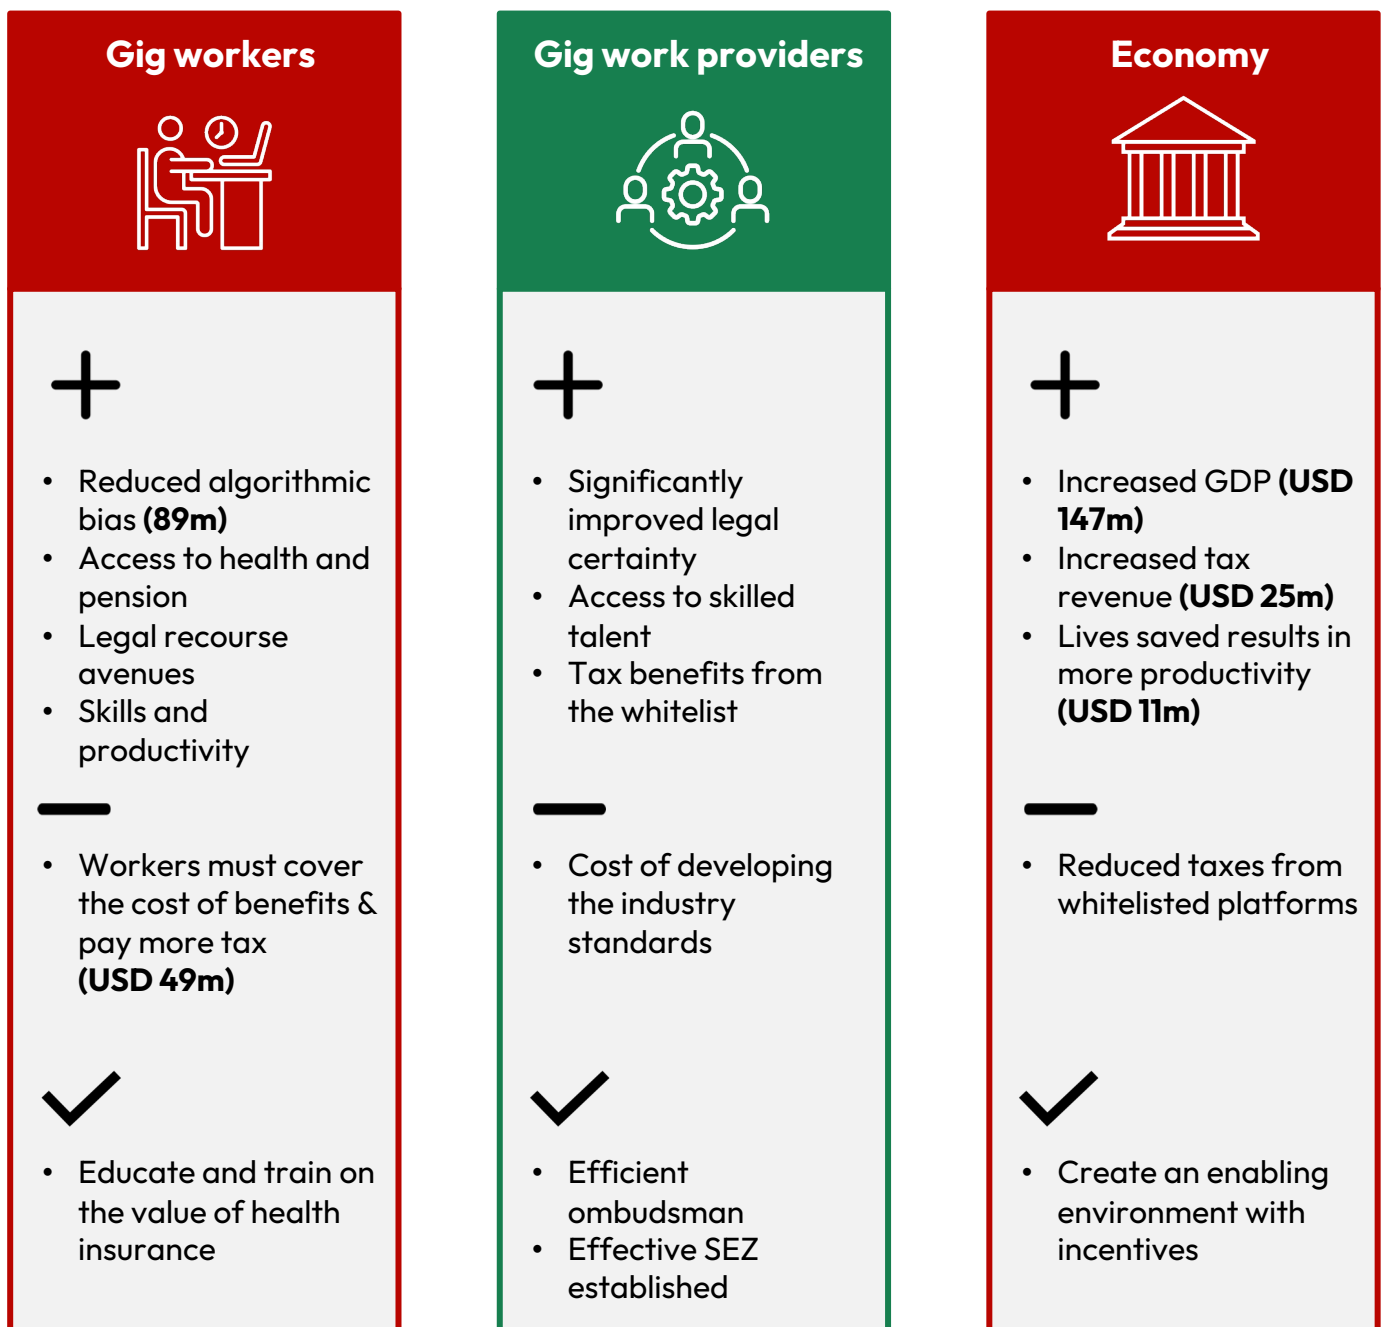 Gig workers
• Reduced algorithmic
bias (89m)
• Access to health and
pension
• Legal recourse
avenues
• Skills and
productivity
• Workers must cover
the cost of benefits &
pay more tax
(USD 49m)
• Educate and train on
the value of health
insurance
Gig work providers
• Significantly
improved legal
certainty
• Access to skilled
talent
• Tax benefits from
the whitelist
• Cost of developing
the industry
standards
• Efficient
ombudsman
• Effective SEZ
established
Economy
• Increased GDP (USD
147m)
• Increased tax
revenue (USD 25m)
• Lives saved results in
more productivity
(USD 11m)
• Reduced taxes from
whitelisted platforms
• Create an enabling
environment with
incentives